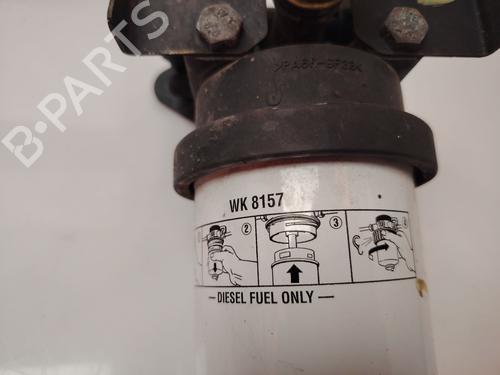 B-PARTS
WK 8157
2
3
DIESEL FUEL ONLY